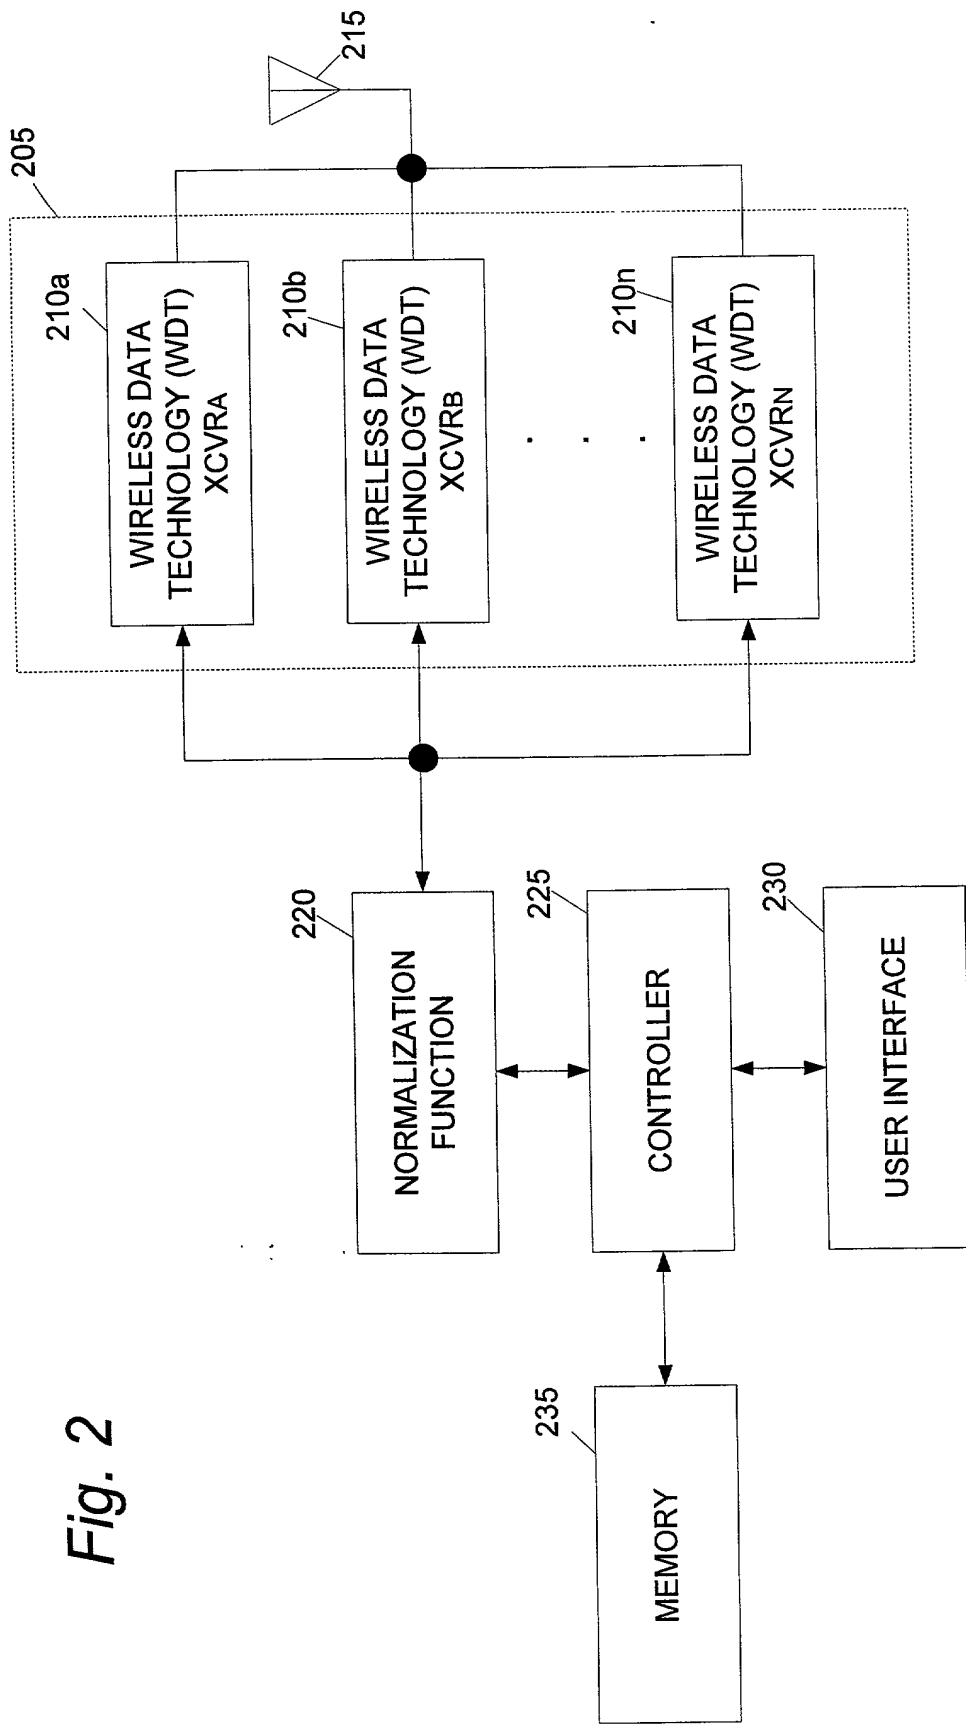 Fig. 2
205
215
210a
WIRELESS DATA
TECHNOLOGY (WDT)
XCVRA
210b
WIRELESS DATA
TECHNOLOGY (WDT)
XCVRB
. . .
210n
WIRELESS DATA
TECHNOLOGY (WDT)
XCVRN
220
NORMALIZATION
FUNCTION
225
CONTROLLER
230
USER INTERFACE
235
MEMORY